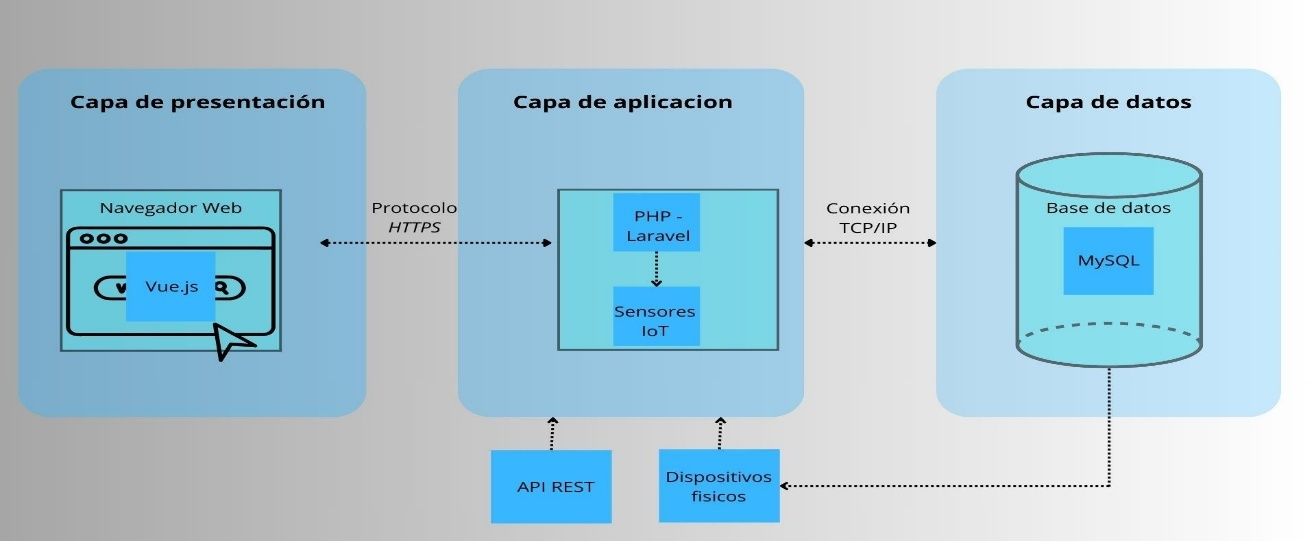 Capa de presentación
Capa de aplicacion
Capa de datos
Navegador Web
Vue.js
Protocolo
HTTPS
PHP -
Laravel
Sensores
IoT
Conexión
TCP/IP
Base de datos
MySQL
API REST
Dispositivos
fisicos